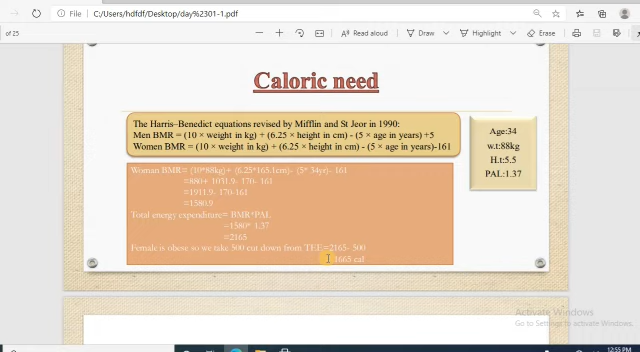 File
C:/Users/hdfdf/Desktop/day%2301-1.pdf
of 25
Read aloud
Draw
Highlight
Erase
Caloric need
The Harris–Benedict equations revised by Mifflin and St Jeor in 1990:
Men BMR = (10 × weight in kg) + (6.25 × height in cm) - (5 × age in years) +5
Women BMR = (10 × weight in kg) + (6.25 × height in cm) - (5 × age in years)-161
Age:34
w.t:88kg
H.t:5.5
PAL:1.37
Woman BMR= (10*88kg)+ (6.25*165.1cm)- (5* 34yr)- 161
=880+ 1031.9- 170- 161
=1911.9- 170-161
=1580.9
Total energy expenditure= BMR*PAL
=1580* 1.37
=2165
Female is obese so we take 500 cut down from TEE =2165- 500
1665 cal
Activate Windows
Go to Settings to activate Windows.
12:55 PM